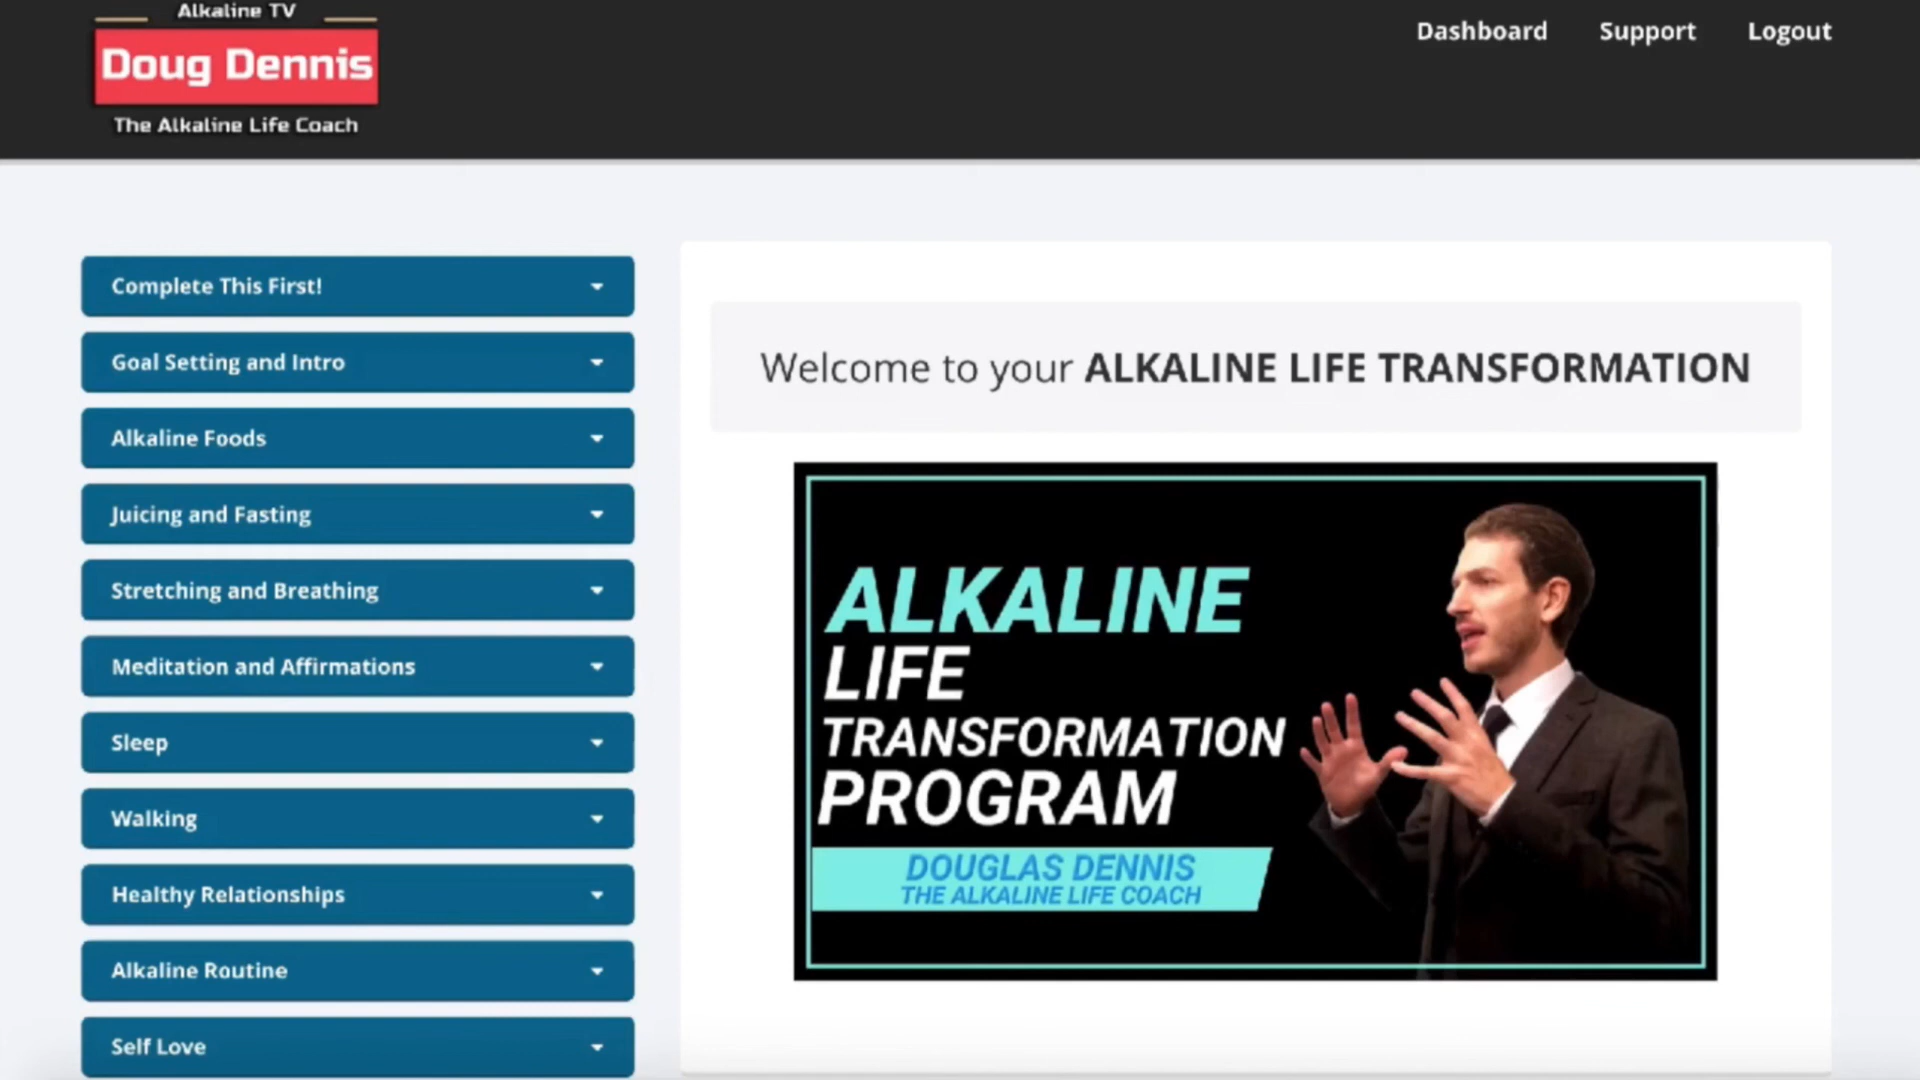 Alkaline TV
Doug Dennis
The Alkaline Life Coach
Dashboard
Support
Logout
Complete This First!
Goal Setting and Intro
Alkaline Foods
Juicing and Fasting
Stretching and Breathing
Meditation and Affirmations
Sleep
Walking
Healthy Relationships
Alkaline Routine
Self Love
Welcome to your ALKALINE LIFE TRANSFORMATION
ALKALINE
LIFE
TRANSFORMATION
PROGRAM
DOUGLAS DENNIS
THE ALKALINE LIFE COACH